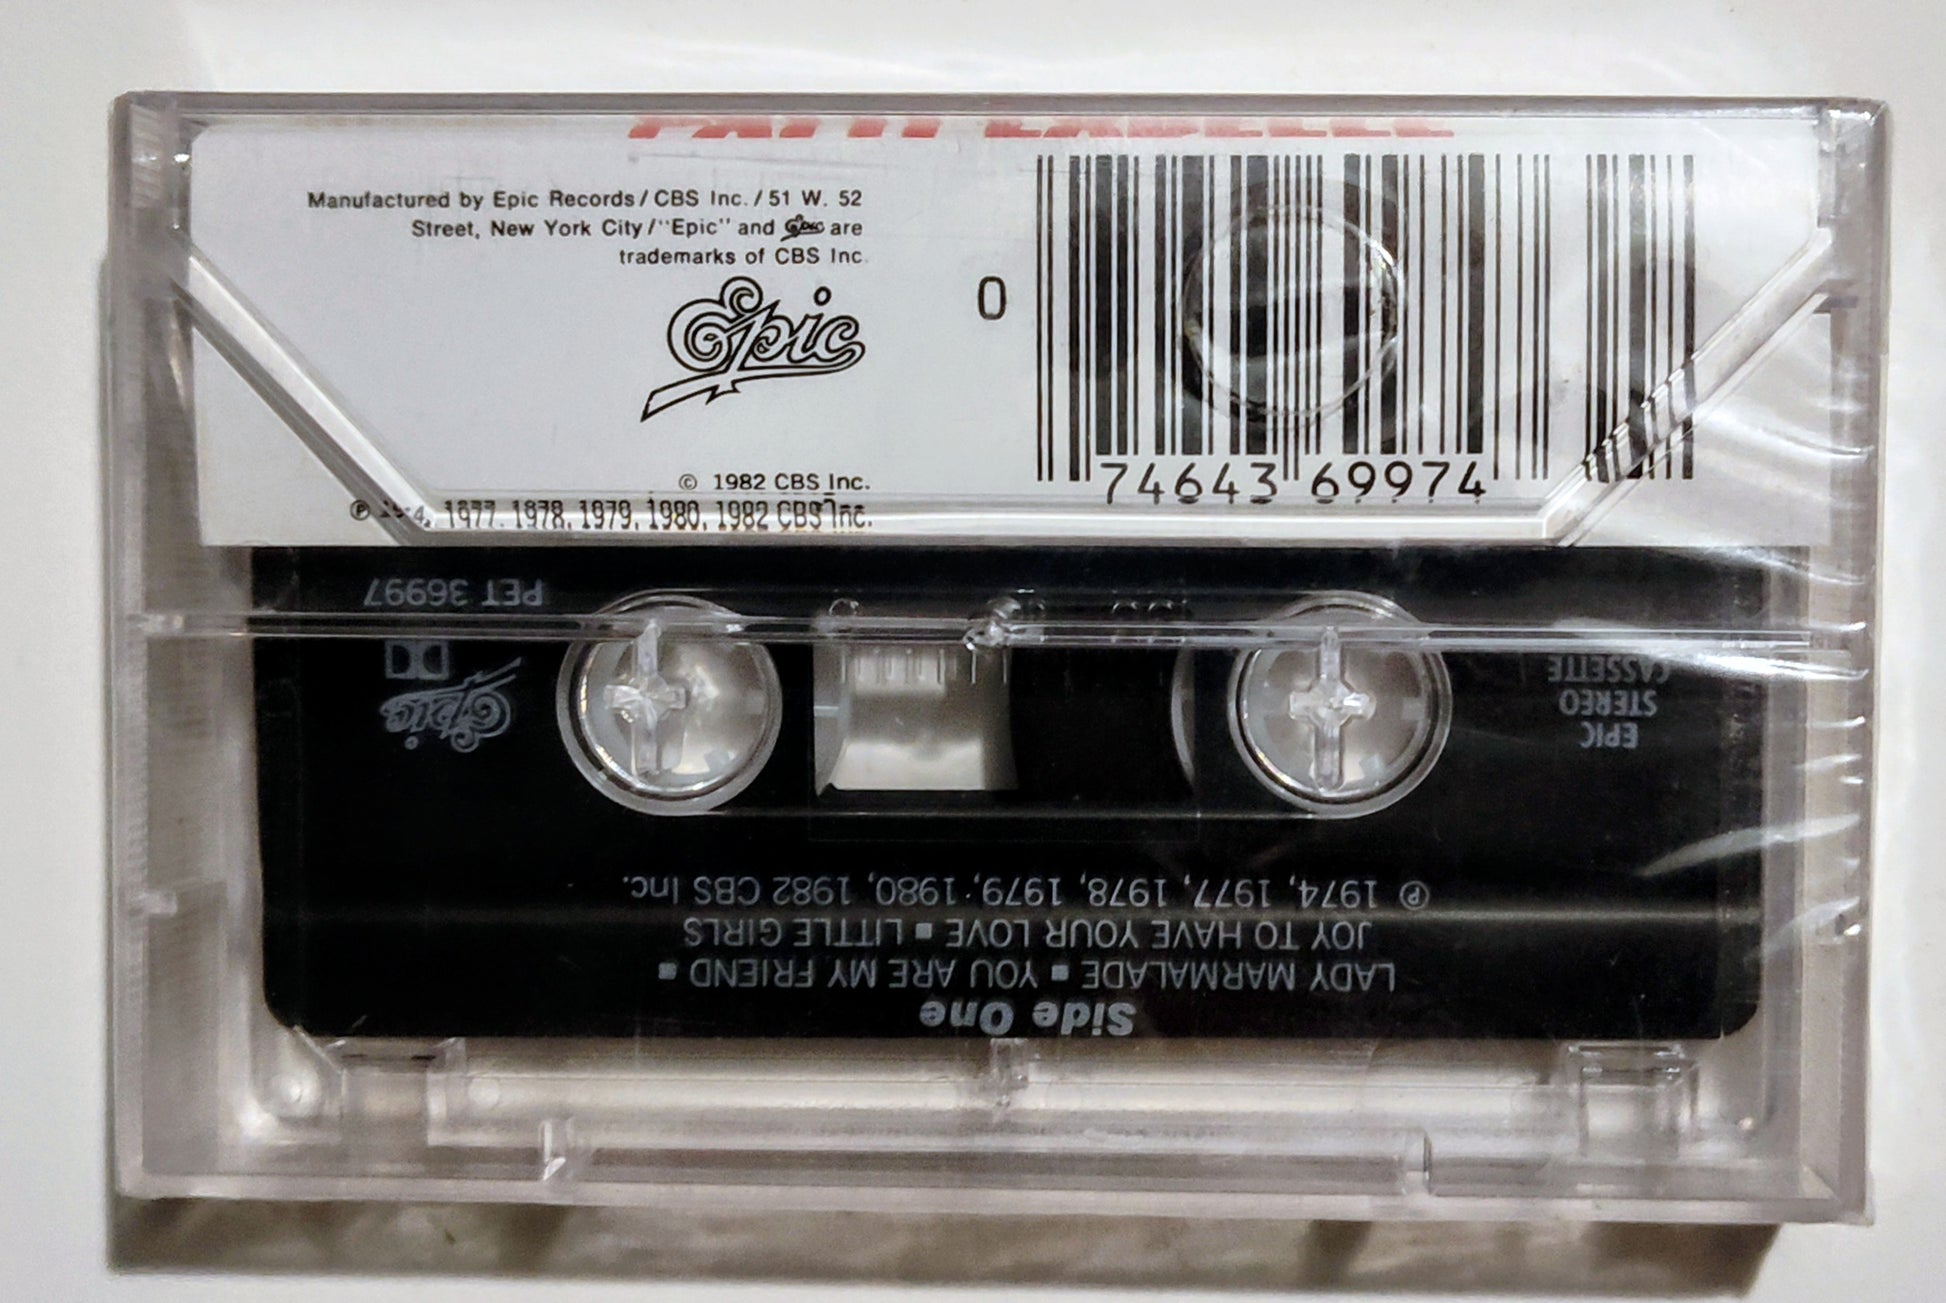 PATTI LABELLE
Manufactured by Epic Records/CBS Inc./51 W. 52
Street, New York City/"Epic" and Epic are
trademarks of CBS Inc.
Epic
0
74643 69974
© 1982 CBS Inc.
℗ 1977, 1978, 1979, 1980, 1982 CBS Inc.
PET 36997
Epic
EPIC
STEREO
CASSETTE
Side One
LADY MARMALADE ▪ YOU ARE MY FRIEND ▪
JOY TO HAVE YOUR LOVE ▪ LITTLE GIRLS
℗ 1974, 1977, 1978, 1979, 1980, 1982 CBS Inc.